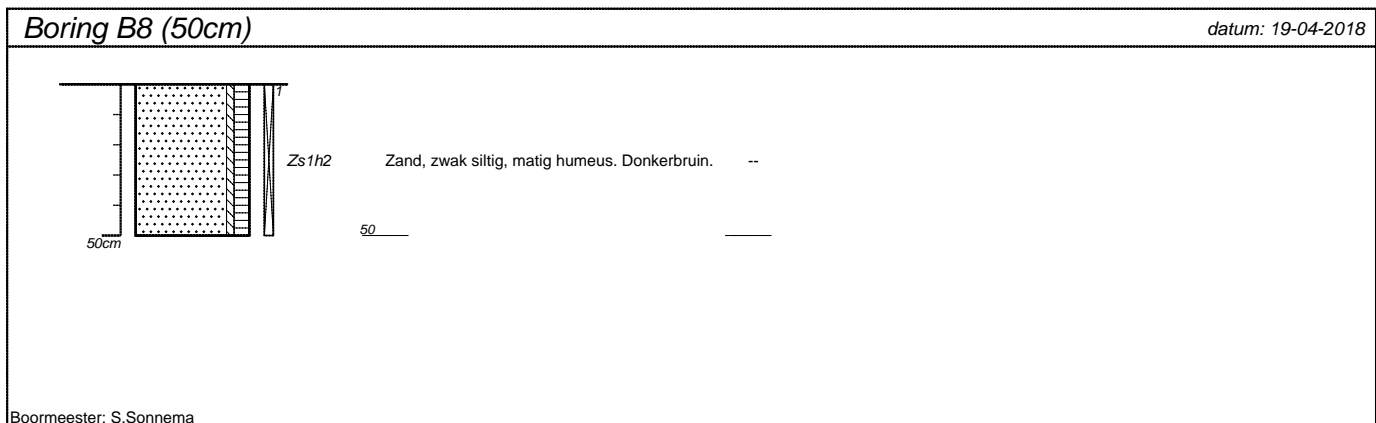 Boring B8 (50cm)
datum: 19-04-2018
1
Zs1h2 Zand, zwak siltig, matig humeus. Donkerbruin. --
50cm 50
Boormeester: S.Sonnema